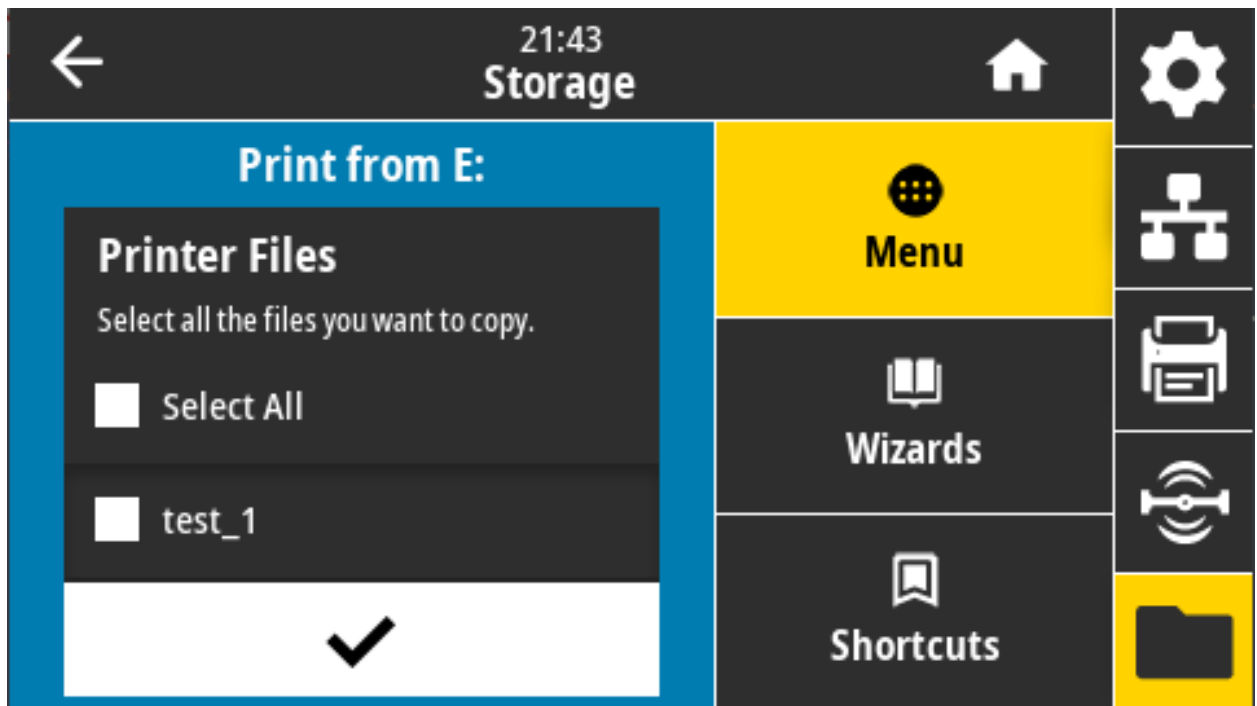 21:43
Storage
Print from E:
Printer Files
Select all the files you want to copy.
Select All
test_1
Menu
Wizards
Shortcuts